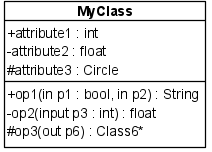 MyClass
+attribute1 : int
-attribute2 : float
#attribute3 : Circle
+op1(in p1 : bool, in p2) : String
-op2(input p3 : int) : float
#op3(out p6) : Class6*